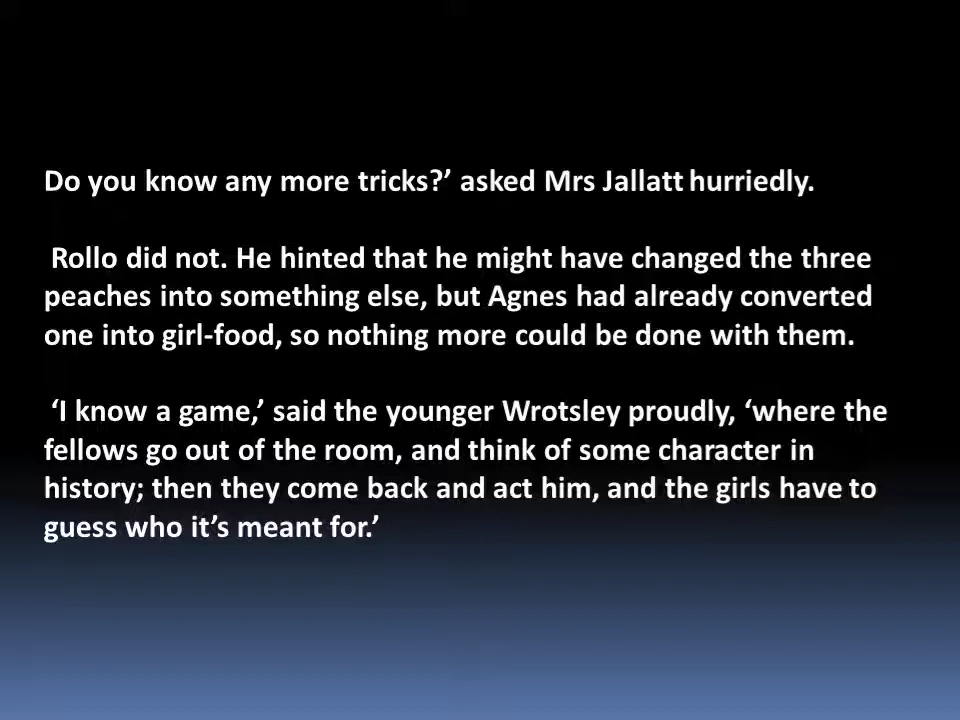 Do you know any more tricks?’ asked Mrs Jallatt hurriedly.
Rollo did not. He hinted that he might have changed the three
peaches into something else, but Agnes had already converted
one into girl-food, so nothing more could be done with them.
‘I know a game,’ said the younger Wrotsley proudly, ‘where the
fellows go out of the room, and think of some character in
history; then they come back and act him, and the girls have to
guess who it’s meant for.’